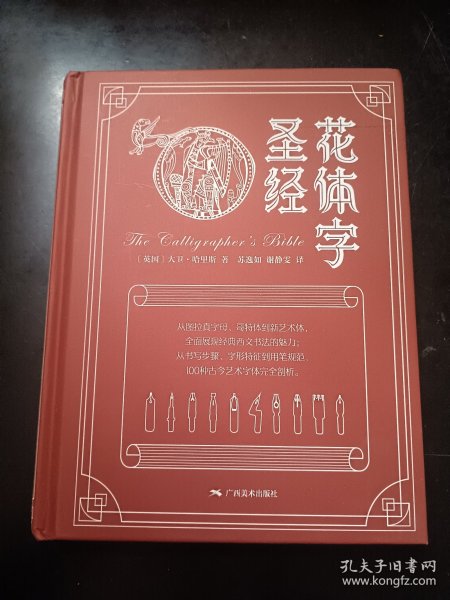 花体字
圣经
The Calligrapher's Bible
［英国］大卫·哈里斯 著 苏逸如 谢静雯 译
从图拉真字母、哥特体到新艺术体，
全面展现经典西文书法的魅力；
从书写步骤、字形特征到用笔规范，
100种古今艺术字体完全剖析。
广西美术出版社
孔夫子旧书网
www.kongfz.com